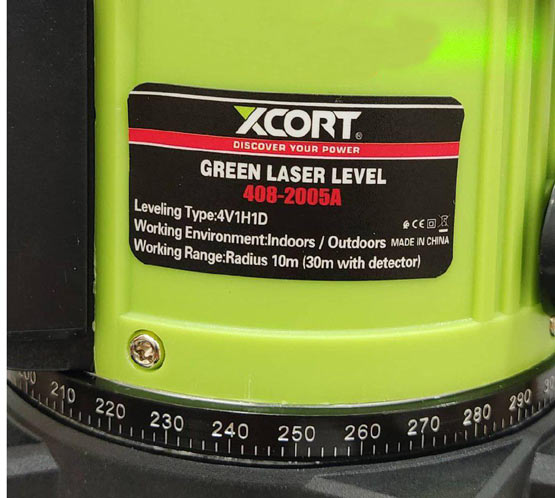 XCORT®
DISCOVER YOUR POWER
GREEN LASER LEVEL
408-2005A
Leveling Type:4V1H1D
Working Environment:Indoors / Outdoors
MADE IN CHINA
Working Range:Radius 10m (30m with detector)
210 220 230 240 250 260 270 280 290